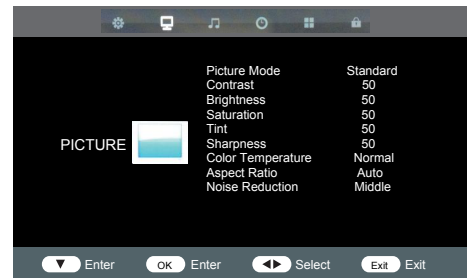 PICTURE
Picture Mode Standard
Contrast 50
Brightness 50
Saturation 50
Tint 50
Sharpness 50
Color Temperature Normal
Aspect Ratio Auto
Noise Reduction Middle
▼ Enter OK Enter ◀▶ Select Exit Exit